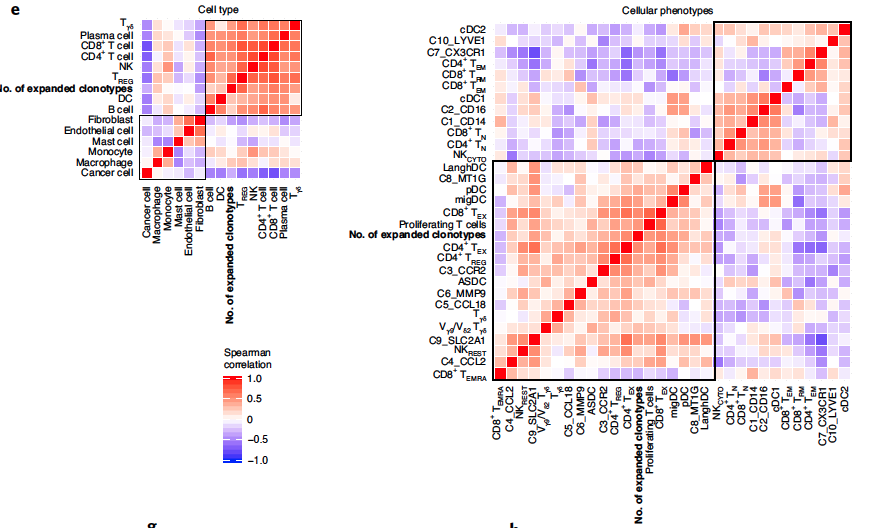 e
Cell type
Tγδ
Plasma cell
CD8+ T cell
CD4+ T cell
NK
TREG
No. of expanded clonotypes
DC
B cell
Fibroblast
Endothelial cell
Mast cell
Monocyte
Macrophage
Cancer cell
Cancer cell
Macrophage
Monocyte
Mast cell
Endothelial cell
Fibroblast
B cell
DC
No. of expanded clonotypes
TREG
NK
CD4+ T cell
CD8+ T cell
Plasma cell
Tγδ
Spearman
correlation
1.0
0.5
0
−0.5
−1.0
Cellular phenotypes
cDC2
C10_LYVE1
C7_CX3CR1
CD4+ TEM
CD8+ TRM
CD8+ TEM
cDC1
C2_CD16
C1_CD14
CD8+ TN
CD4+ TN
NKCYTO
LanghDC
C8_MT1G
pDC
migDC
CD8+ TEX
Proliferating T cells
No. of expanded clonotypes
CD4+ TEX
CD4+ TREG
C3_CCR2
ASDC
C6_MMP9
C5_CCL18
Tγδ
Vγ9/Vδ2 Tγδ
C9_SLC2A1
NKREST
C4_CCL2
CD8+ TEMRA
CD8+ TEMRA
C4_CCL2
NKREST
C9_SLC2A1
Vγ9/Vδ2 Tγδ
Tγδ
C5_CCL18
C6_MMP9
ASDC
C3_CCR2
CD4+ TREG
CD4+ TEX
No. of expanded clonotypes
Proliferating T cells
CD8+ TEX
migDC
pDC
C8_MT1G
LanghDC
NKCYTO
CD4+ TN
CD8+ TN
C1_CD14
C2_CD16
cDC1
CD8+ TEM
CD8+ TRM
CD4+ TEM
C7_CX3CR1
C10_LYVE1
cDC2